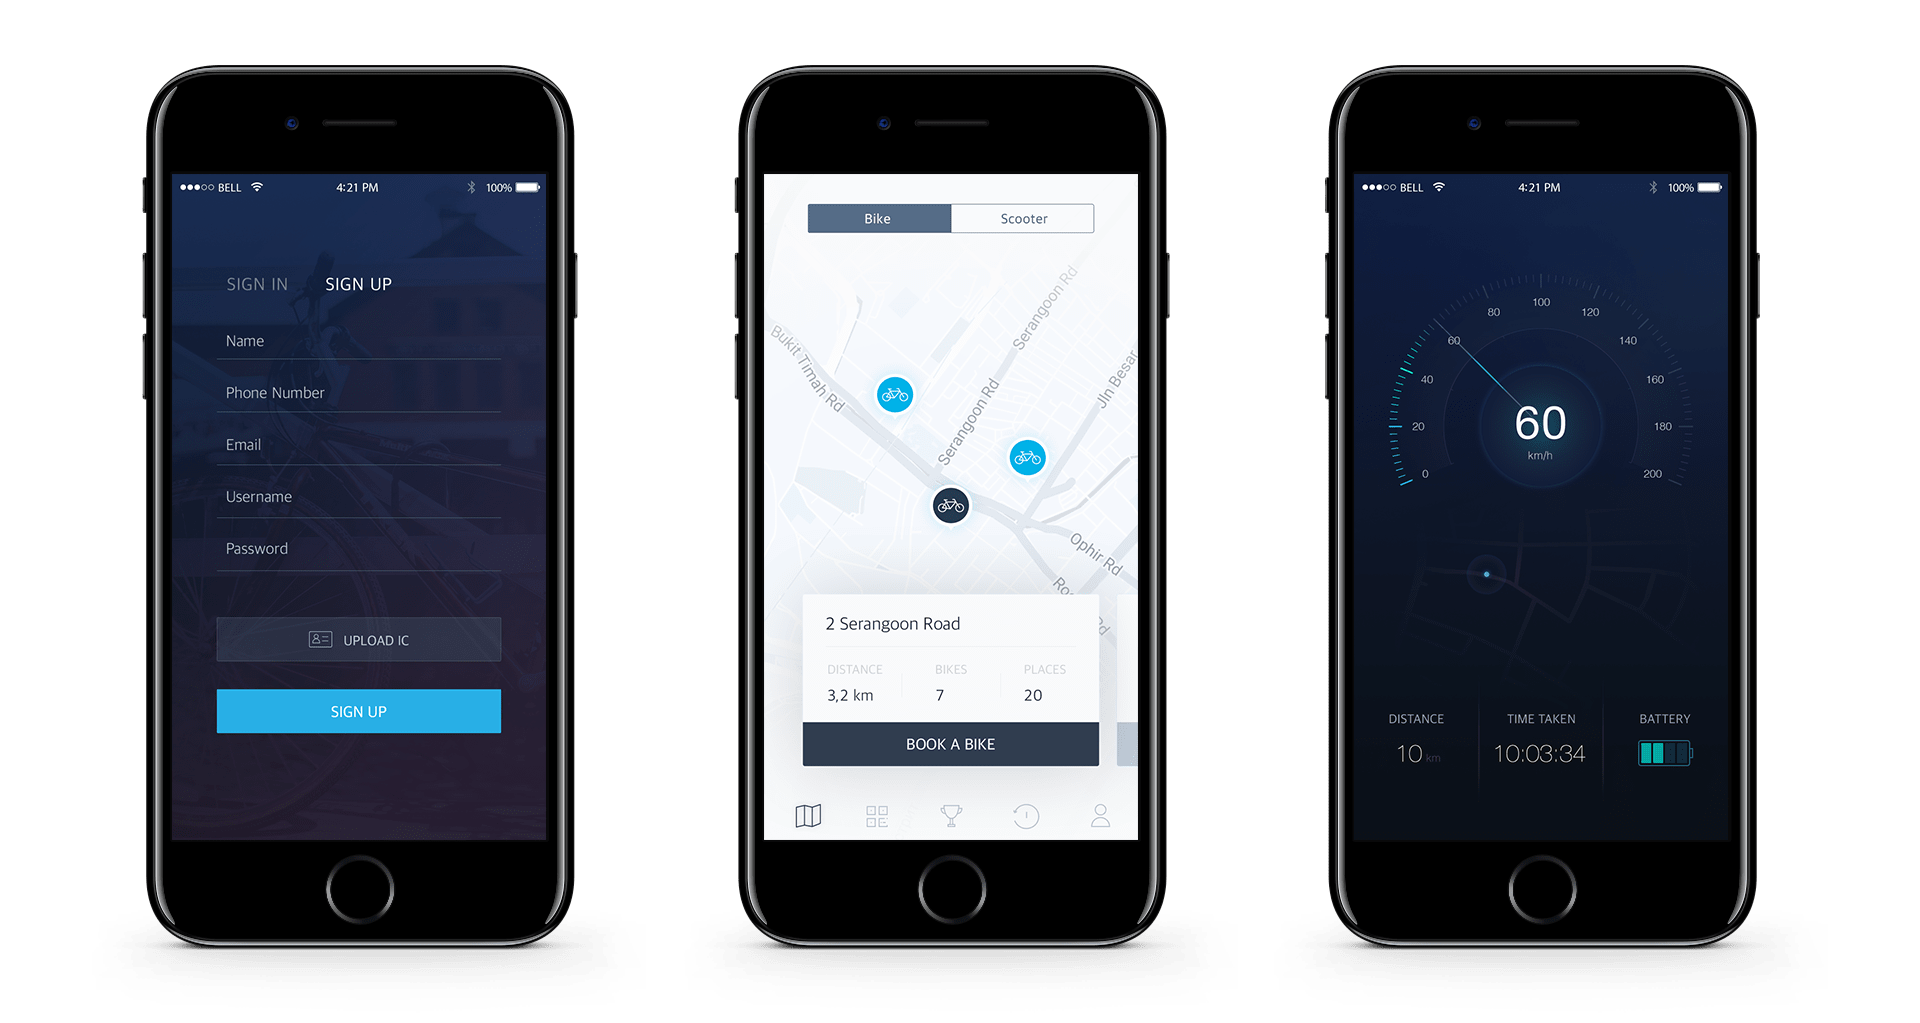 BELL 4:21 PM 100%
SIGN IN SIGN UP
Name
Phone Number
Email
Username
Password
UPLOAD IC
SIGN UP
Bike Scooter
Serangoon Rd
Bukit Timah Rd
Jln Besar
Serangoon Rd
Ophir Rd
Ro
Rd
2 Serangoon Road
DISTANCE BIKES PLACES
3,2 km 7 20
BOOK A BIKE
BELL 4:21 PM 100%
100
80 120
60 140
40 160
20 180
0 200
60
km/h
DISTANCE TIME TAKEN BATTERY
10 km 10:03:34